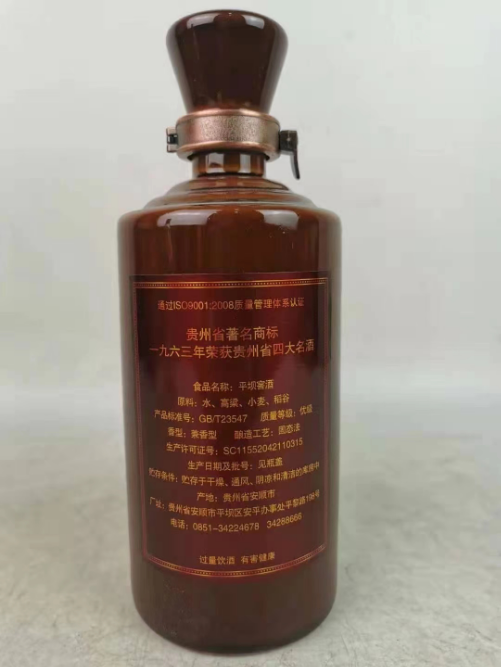 通过ISO9001:2008质量管理体系认证
贵州省著名商标
一九六三年荣获贵州省四大名酒
食品名称：平坝窖酒
原料：水、高粱、小麦、稻谷
产品标准号：GB/T23547 质量等级：优级
香型：兼香型 酿造工艺：固态法
生产许可证号：SC11552042110315
生产日期及批号：见瓶盖
贮存条件：贮存于干燥、通风、阴凉和清洁的库房中
产地：贵州省安顺市
厂址：贵州省安顺市平坝区安平办事处平黎路198号
电话：0851-34224678 34268666
过量饮酒 有害健康